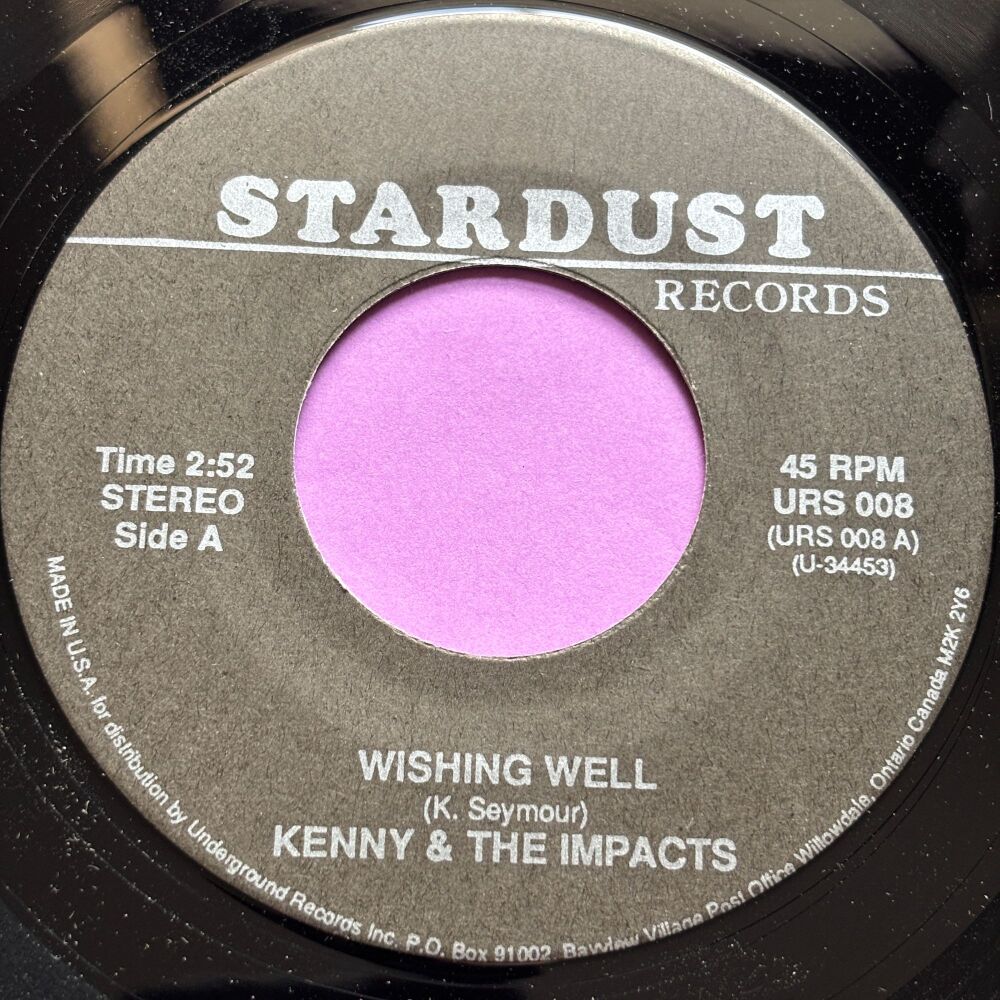 STARDUST
RECORDS
Time 2:52
STEREO
Side A
45 RPM
URS 008
(URS 008 A)
(U-34453)
WISHING WELL
(K. Seymour)
KENNY & THE IMPACTS
MADE IN U.S.A. for distribution by Underground Records Inc. P.O. Box 91002 Bayview Village Post Office Willowdale, Ontario Canada M2K 2Y6